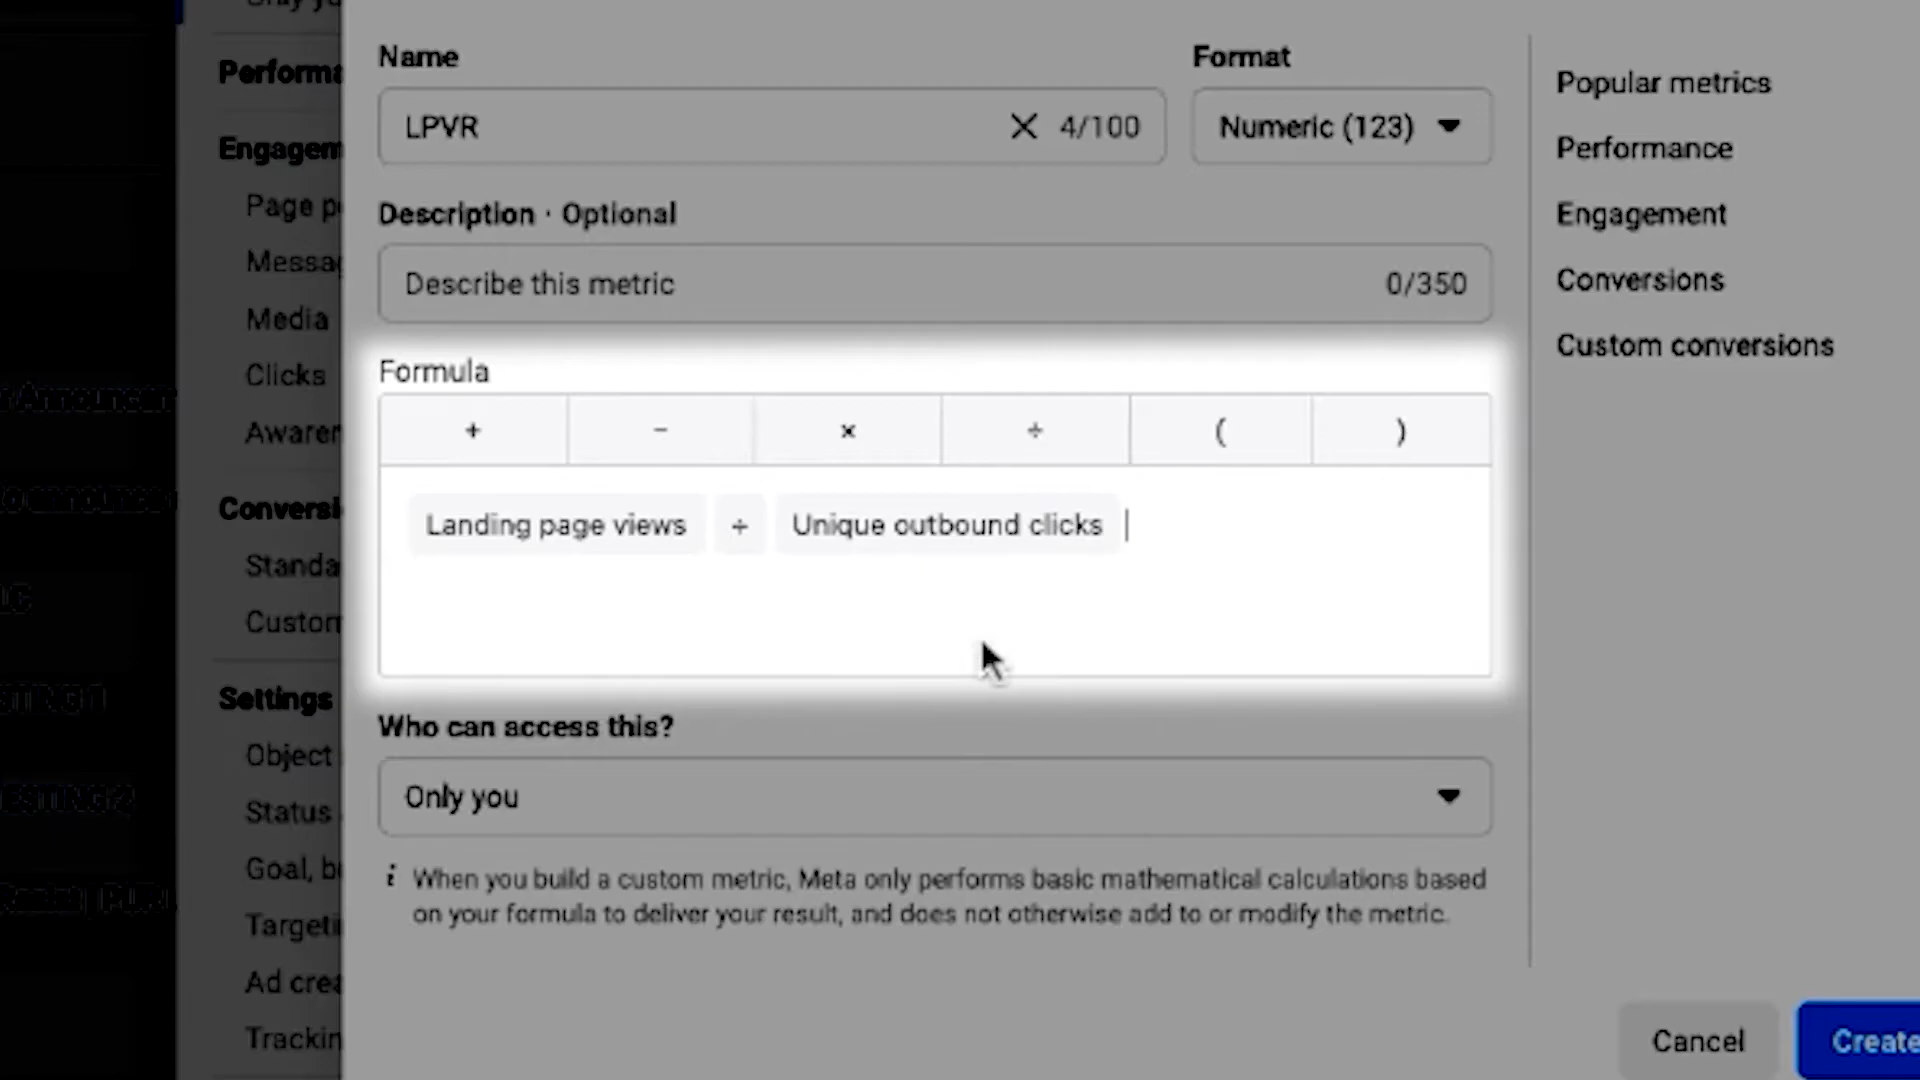 Performa
Engagem
Page p
Messag
Media
Clicks
Awaren
Conversi
Standa
Custom
Settings
Object
Status
Goal, b
Targeti
Ad crea
Trackin
Name
LPVR
4/100
Format
Numeric (123)
Description · Optional
Describe this metric
0/350
Formula
+ − × ÷ ( )
Landing page views ÷ Unique outbound clicks
Who can access this?
Only you
i When you build a custom metric, Meta only performs basic mathematical calculations based
on your formula to deliver your result, and does not otherwise add to or modify the metric.
Popular metrics
Performance
Engagement
Conversions
Custom conversions
Cancel
Create